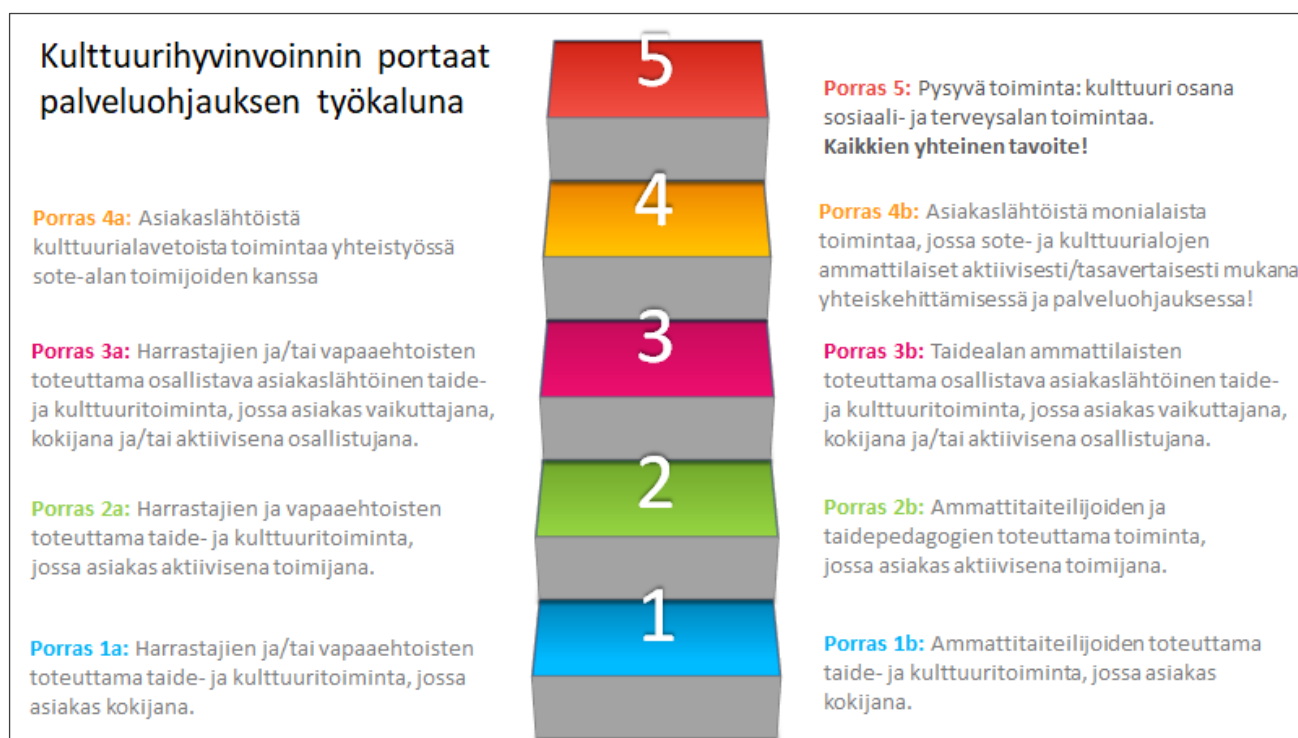 Kulttuurihyvinvoinnin portaat
palveluohjauksen työkaluna
5
Porras 5: Pysyvä toiminta: kulttuuri osana
sosiaali- ja terveysalan toimintaa.
Kaikkien yhteinen tavoite!
4
Porras 4a: Asiakaslähtöistä
kulttuurialavetoista toimintaa yhteistyössä
sote-alan toimijoiden kanssa
Porras 4b: Asiakaslähtöistä monialaista
toimintaa, jossa sote- ja kulttuurialojen
ammattilaiset aktiivisesti/tasavertaisesti mukana
yhteiskehittämisessä ja palveluohjauksessa!
3
Porras 3a: Harrastajien ja/tai vapaaehtoisten
toteuttama osallistava asiakaslähtöinen taide-
ja kulttuuritoiminta, jossa asiakas vaikuttajana,
kokijana ja/tai aktiivisena osallistujana.
Porras 3b: Taidealan ammattilaisten
toteuttama osallistava asiakaslähtöinen taide-
ja kulttuuritoiminta, jossa asiakas vaikuttajana,
kokijana ja/tai aktiivisena osallistujana.
2
Porras 2a: Harrastajien ja vapaaehtoisten
toteuttama taide- ja kulttuuritoiminta,
jossa asiakas aktiivisena toimijana.
Porras 2b: Ammattitaiteilijoiden ja
taidepedagogien toteuttama toiminta,
jossa asiakas aktiivisena toimijana.
1
Porras 1a: Harrastajien ja/tai vapaaehtoisten
toteuttama taide- ja kulttuuritoiminta, jossa
asiakas kokijana.
Porras 1b: Ammattitaiteilijoiden toteuttama
taide- ja kulttuuritoiminta, jossa asiakas
kokijana.